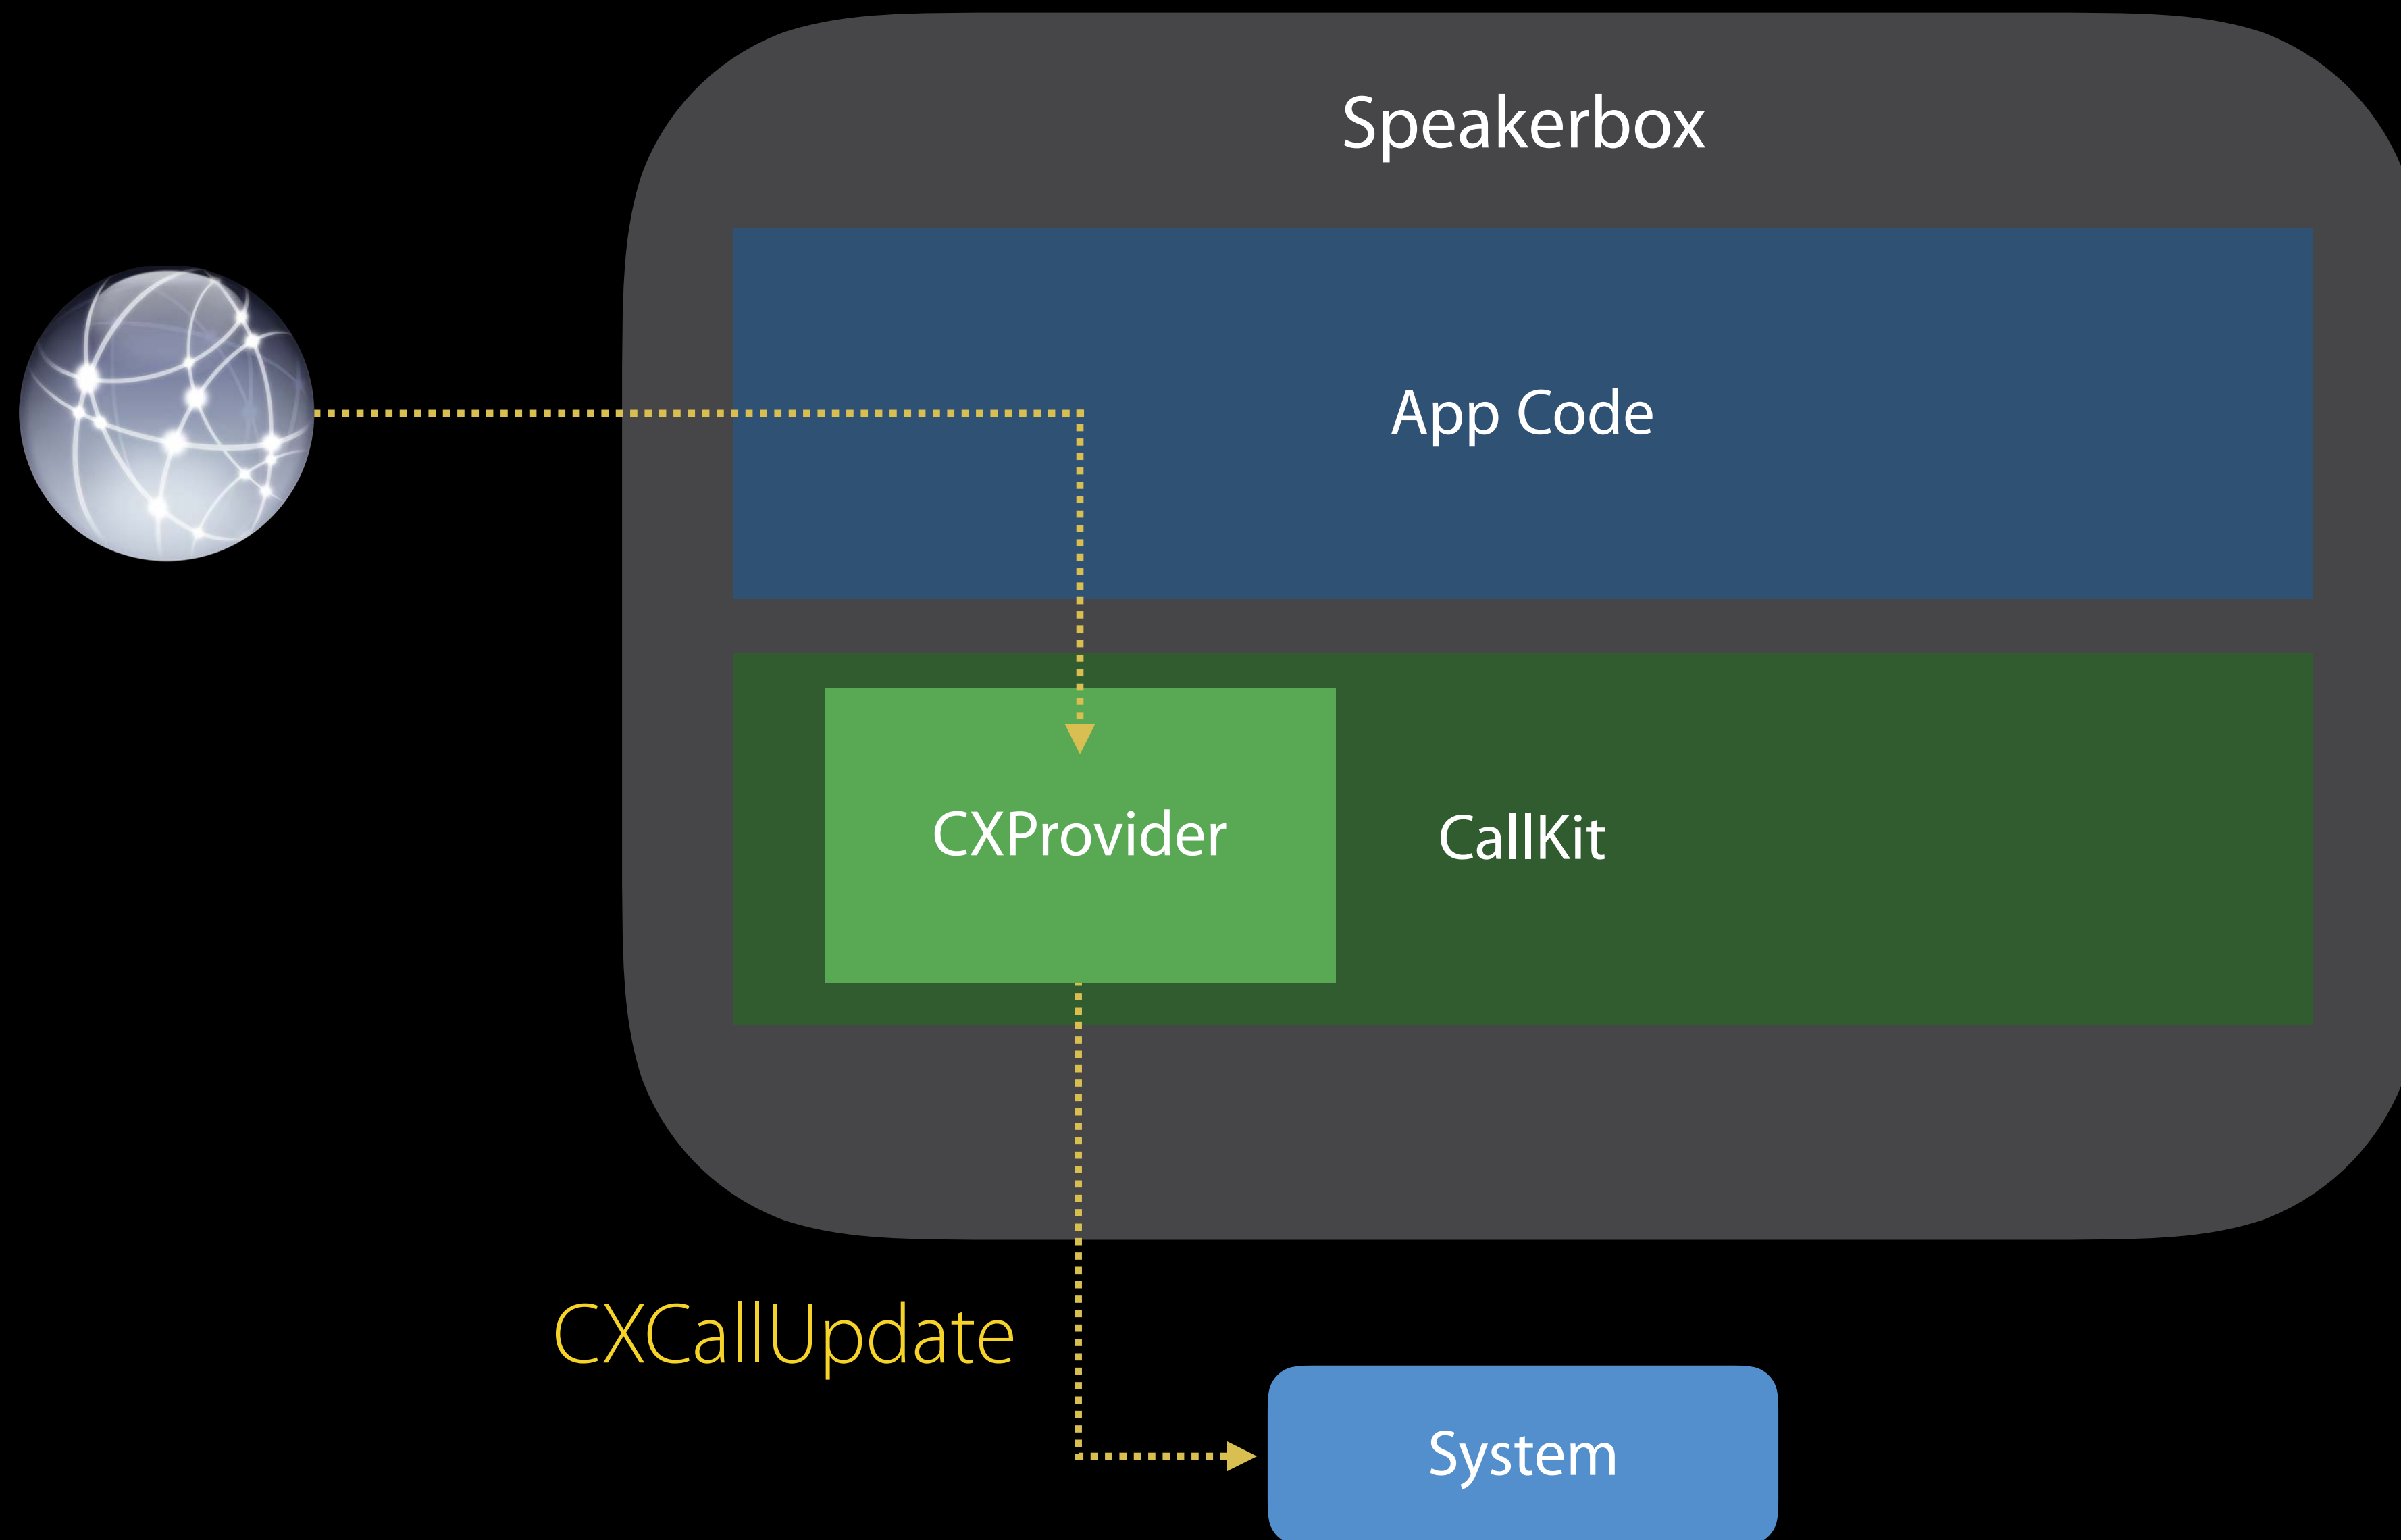 Speakerbox
App Code
CXProvider
CallKit
CXCallUpdate
System